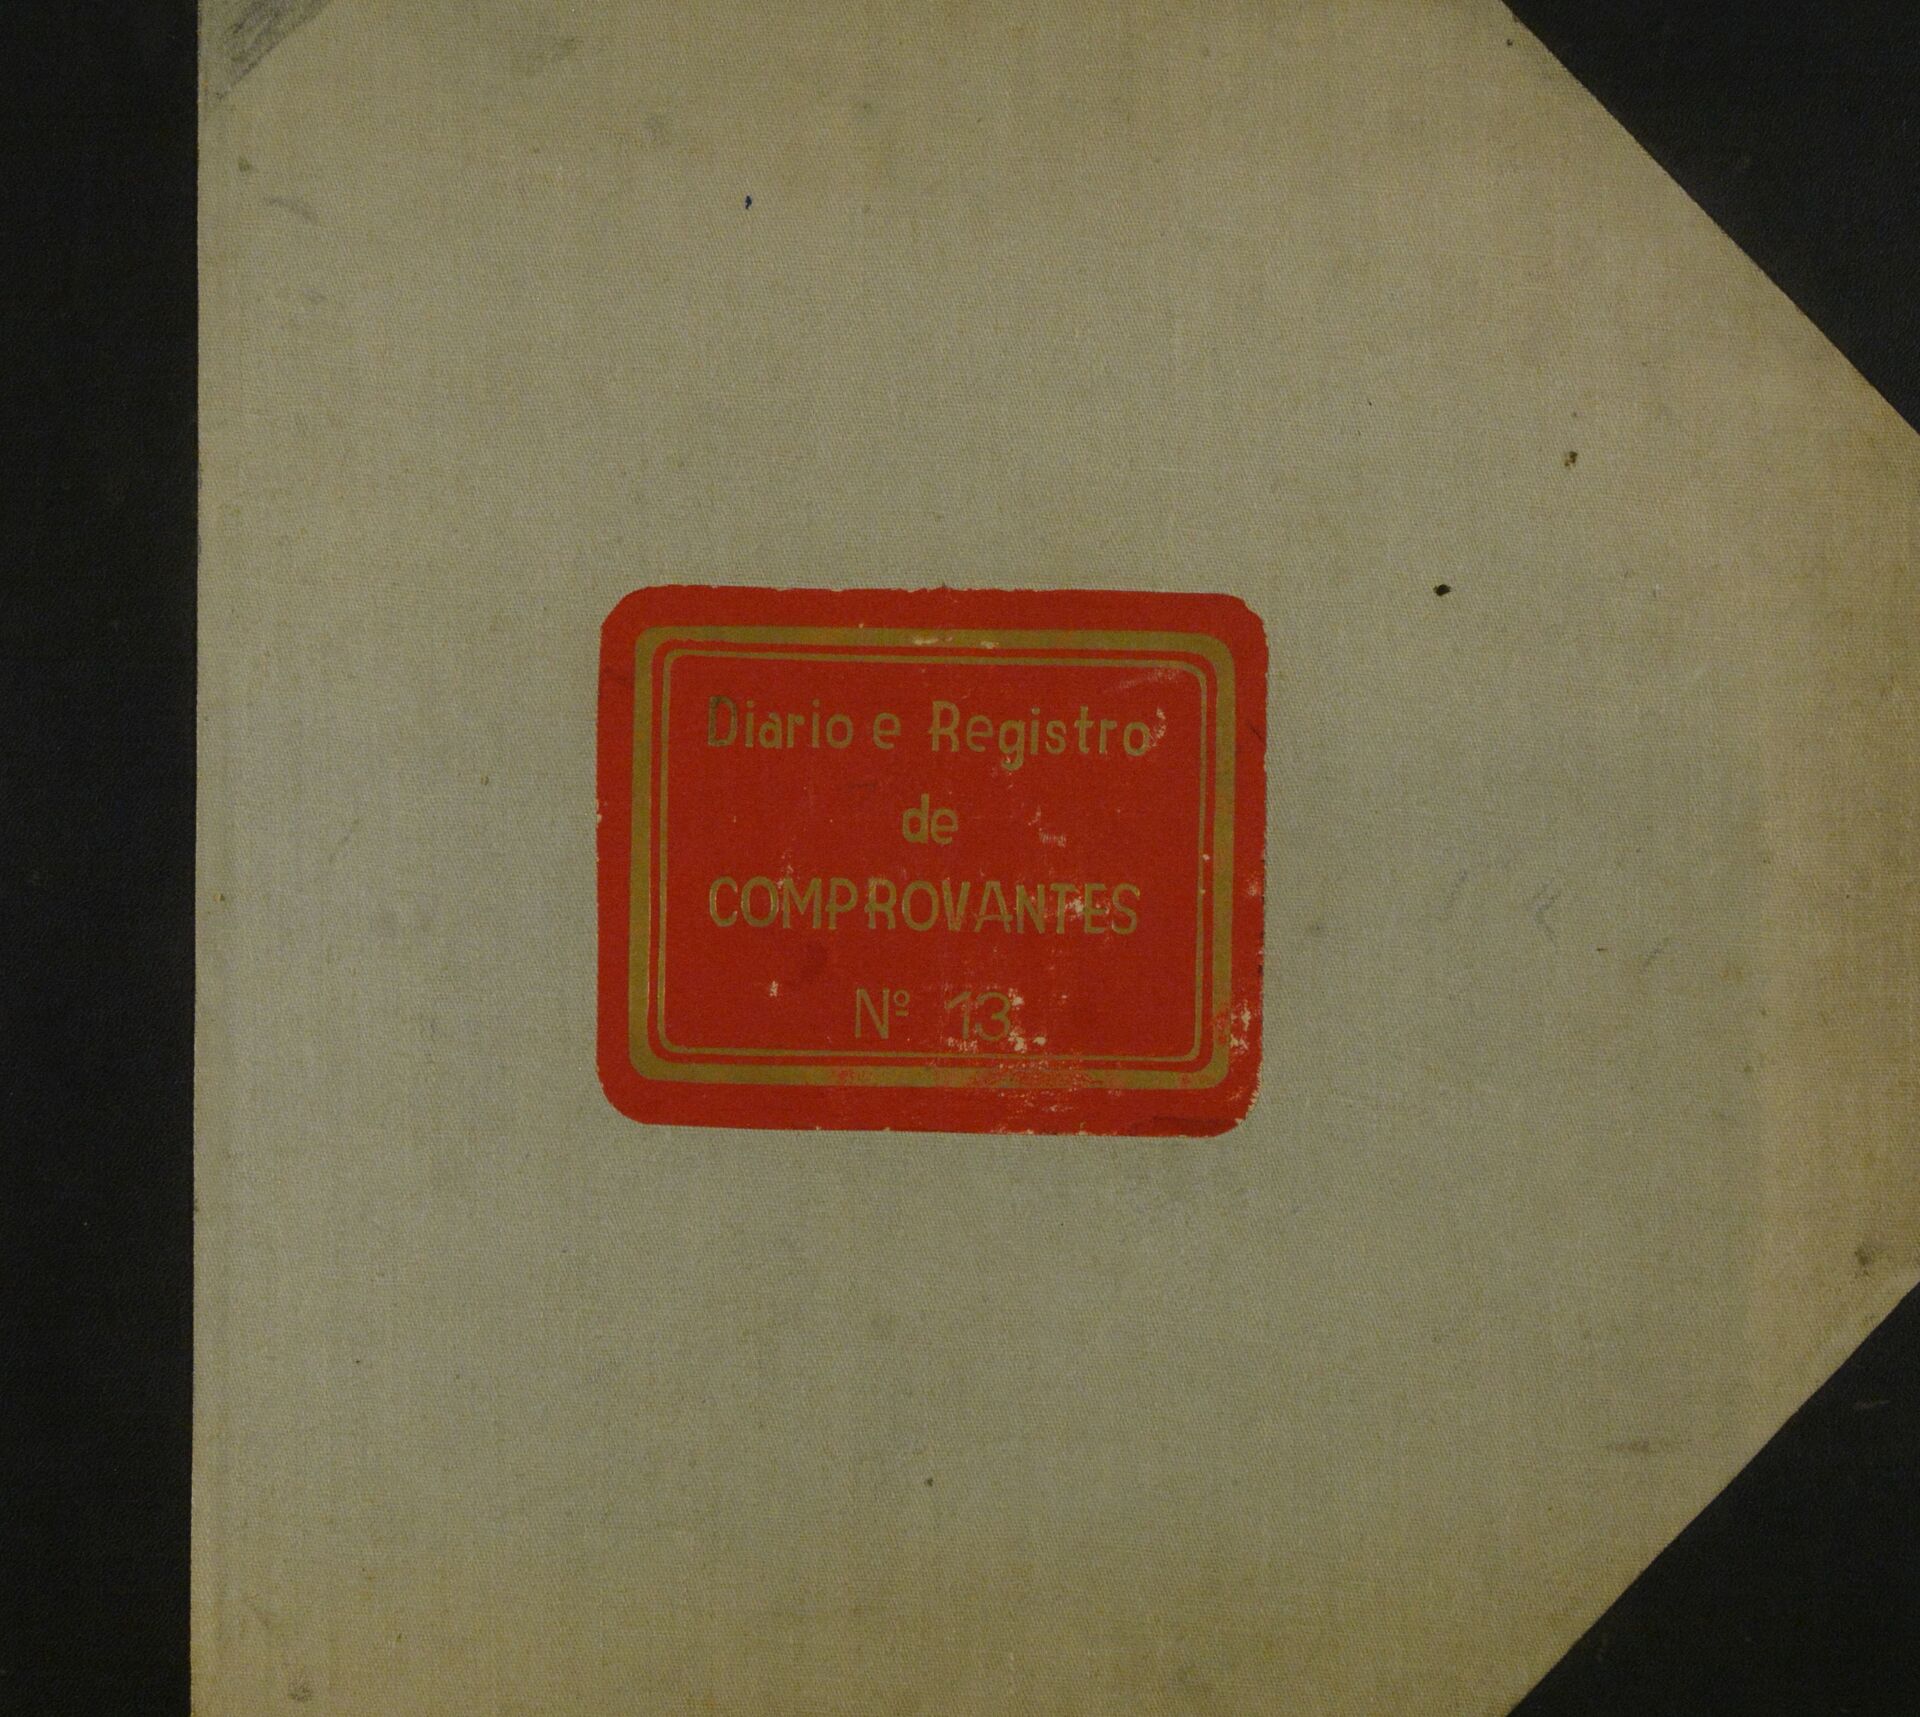 Diario e Registro
de
COMPROVANTES
Nº 13